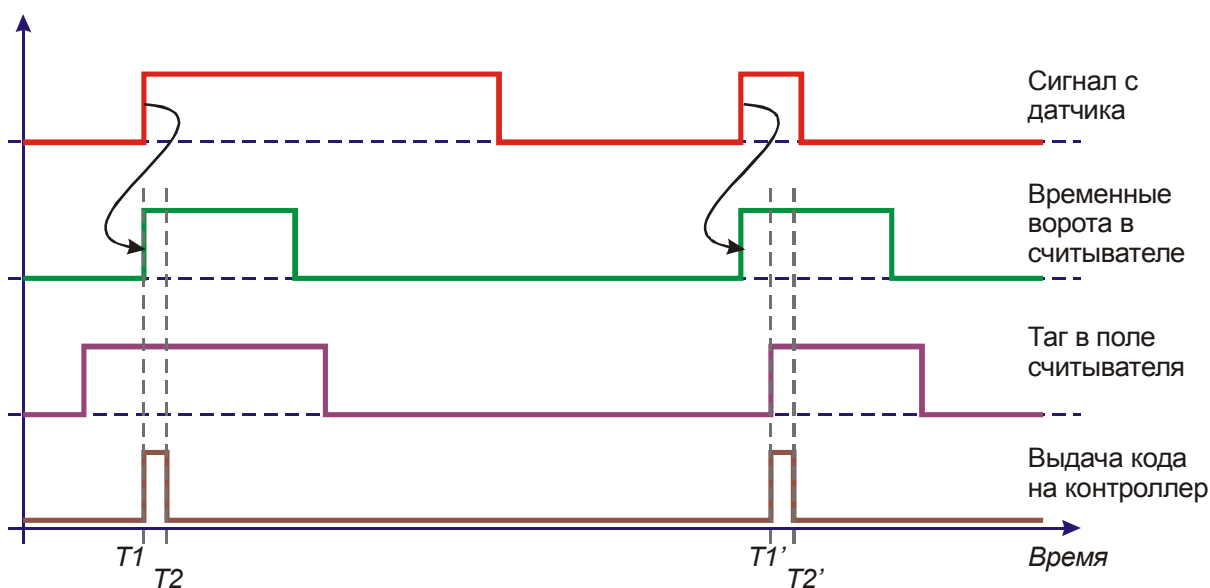 Сигнал с
датчика
Временные
ворота в
считывателе
Таг в поле
считывателя
Выдача кода
на контроллер
T1
T2
T1’
T2’
Время